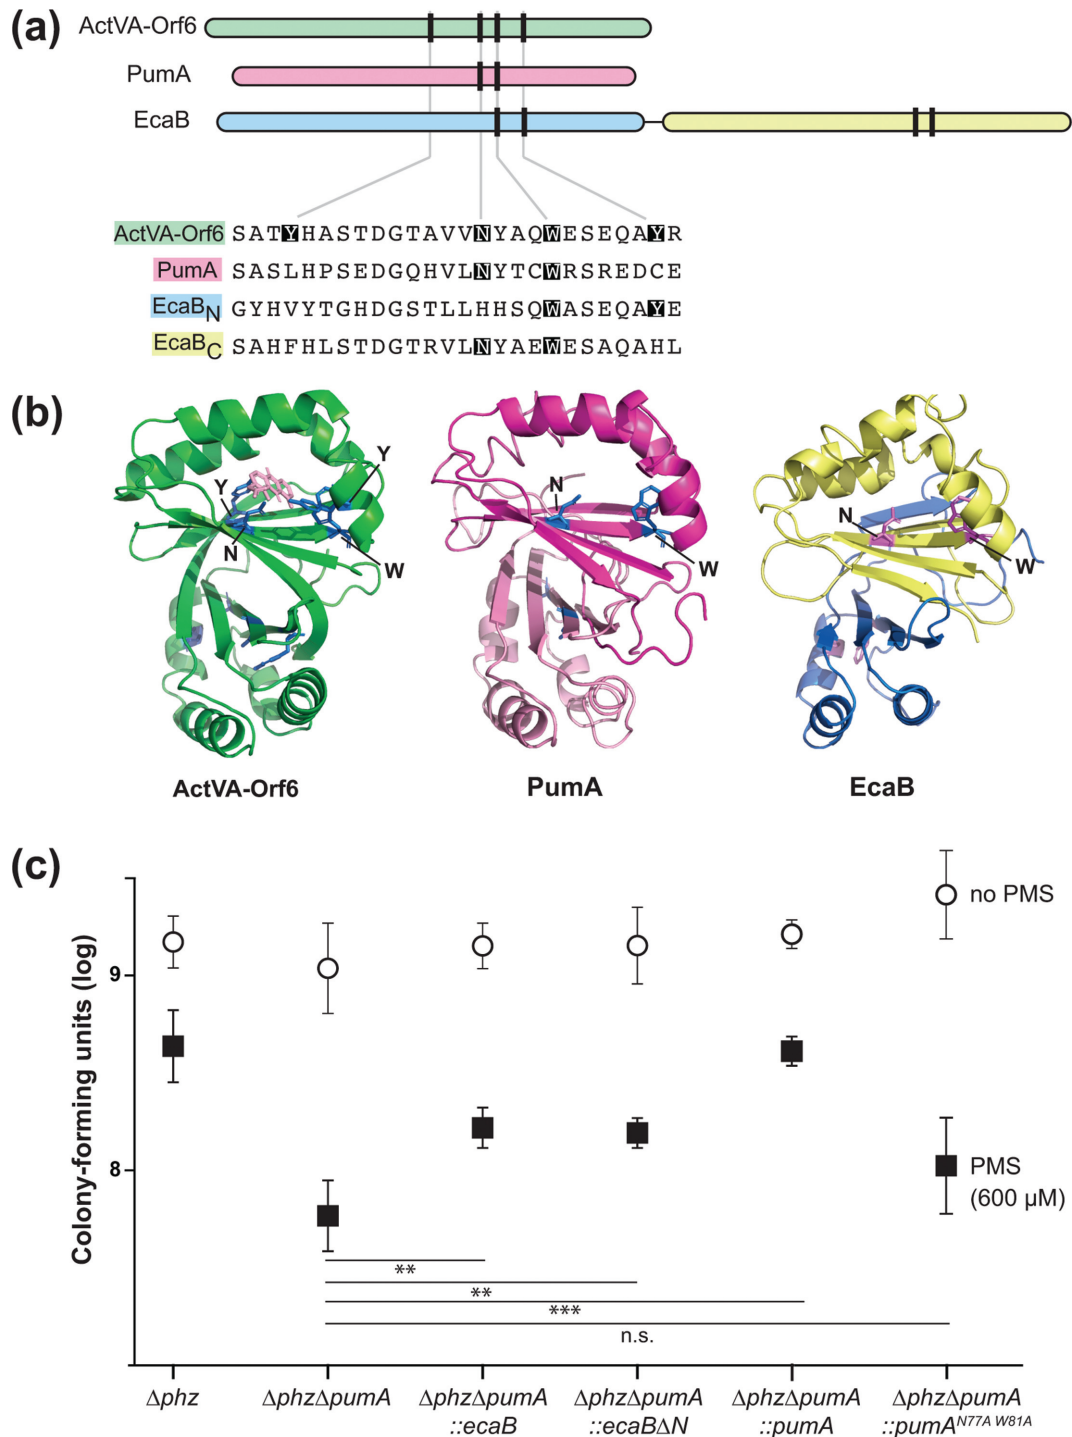 (a)
ActVA-Orf6
PumA
EcaB
ActVA-Orf6 SATYHASTDGTAVVNYAQWESEQAYR
PumA SASLHPSEDGQHVLNYTCWRSREDCE
EcaBN GYHVYTGHDGSTLLHHSQWASEQAYE
EcaBC SAHFHLSTDGTRVLNYAEWESAQAHL
(b)
Y
Y
N
W
N
W
N
W
ActVA-Orf6
PumA
EcaB
(c)
Colony-forming units (log)
9
8
no PMS
PMS
(600 µM)
**
**
***
n.s.
Δphz
ΔphzΔpumA
ΔphzΔpumA
::ecaB
ΔphzΔpumA
::ecaBΔN
ΔphzΔpumA
::pumA
ΔphzΔpumA
::pumA^N77A W81A